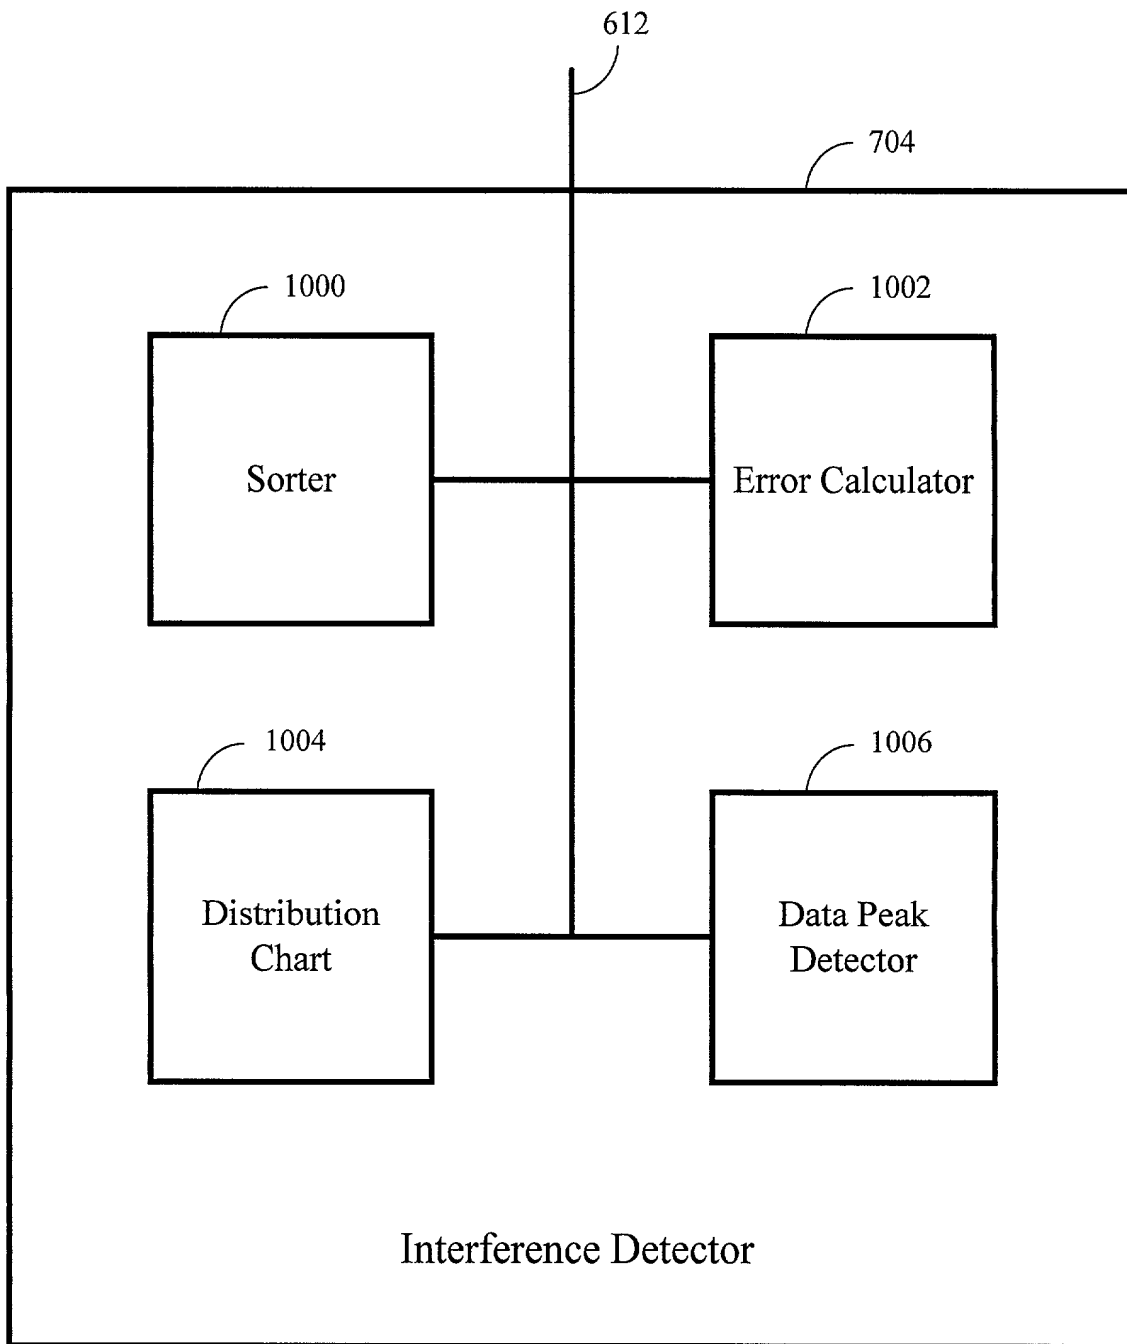 612
704
1000
1002
Sorter
Error Calculator
1004
1006
Distribution
Chart
Data Peak
Detector
Interference Detector